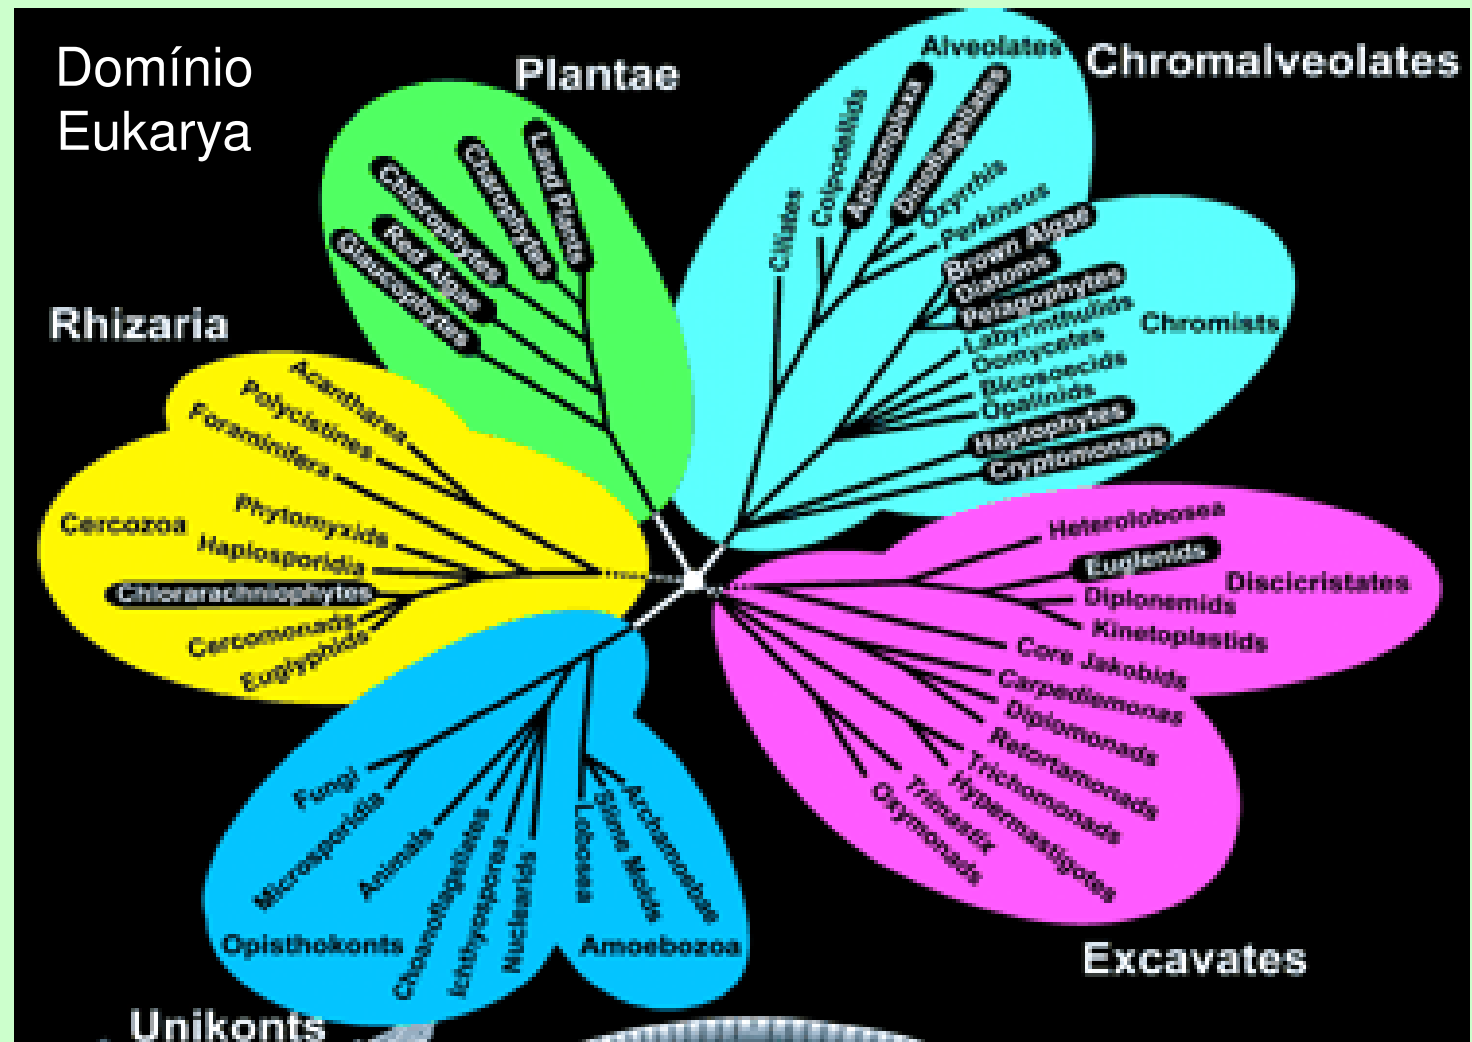 Domínio
Eukarya
Plantae
Chlorophytes
Charophytes
Land Plants
Red Algae
Glaucophytes
Chromalveolates
Alveolates
Ciliates
Colpodellids
Apicomplexa
Dinoflagellates
Oxyrrhis
Perkinsus
Brown Algae
Diatoms
Pelagophytes
Labyrinthulids
Oomycetes
Bicosoecids
Opalinids
Haptophytes
Cryptomonads
Chromists
Rhizaria
Acantharea
Polycistines
Foraminifera
Cercozoa
Phytomyxids
Haplosporidia
Chlorarachniophytes
Cercomonads
Euglyphids
Heterolobosea
Euglenids
Discicristates
Diplonemids
Kinetoplastids
Core Jakobids
Carpediemonas
Diplomonads
Retortamonads
Trichomonads
Hypermastigotes
Trimastix
Oxymonads
Excavates
Fungi
Microsporidia
Animals
Choanoflagellates
Ichthyosporea
Nuclearids
Lobosea
Slime Molds
Archamoebae
Opisthokonts
Amoebozoa
Unikonts